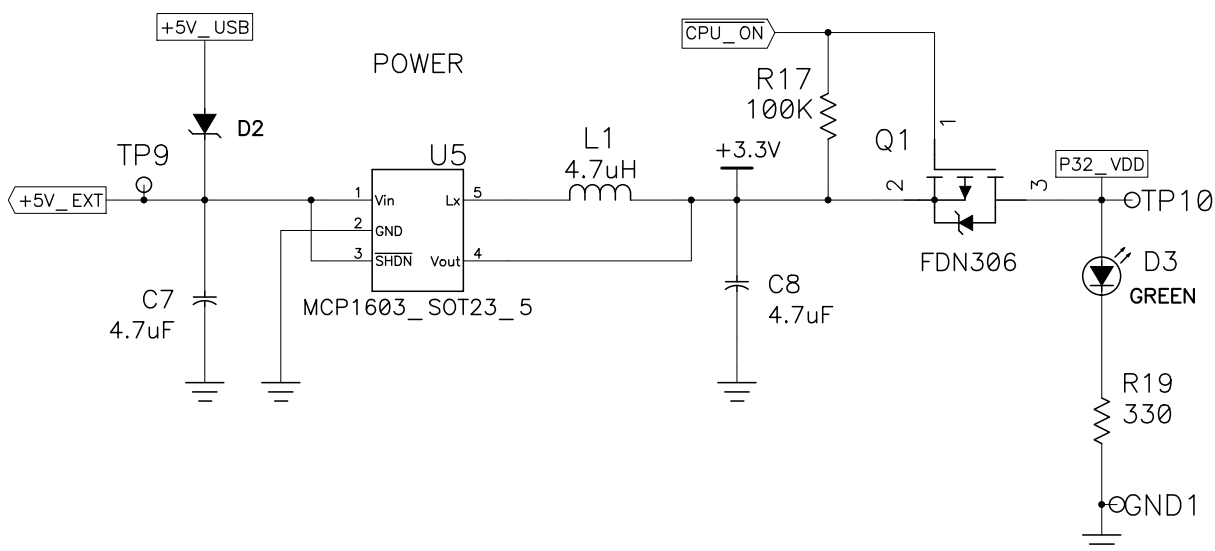 +5V_USB
CPU_ON
POWER
R17
100K
D2
1
Q1
TP9
U5
L1
4.7uH
+3.3V
P32_VDD
+5V_EXT
1
Vin
Lx
5
2
3
TP10
2
GND
3
SHDN
Vout
4
FDN306
D3
GREEN
C7
4.7uF
MCP1603_SOT23_5
C8
4.7uF
R19
330
GND1